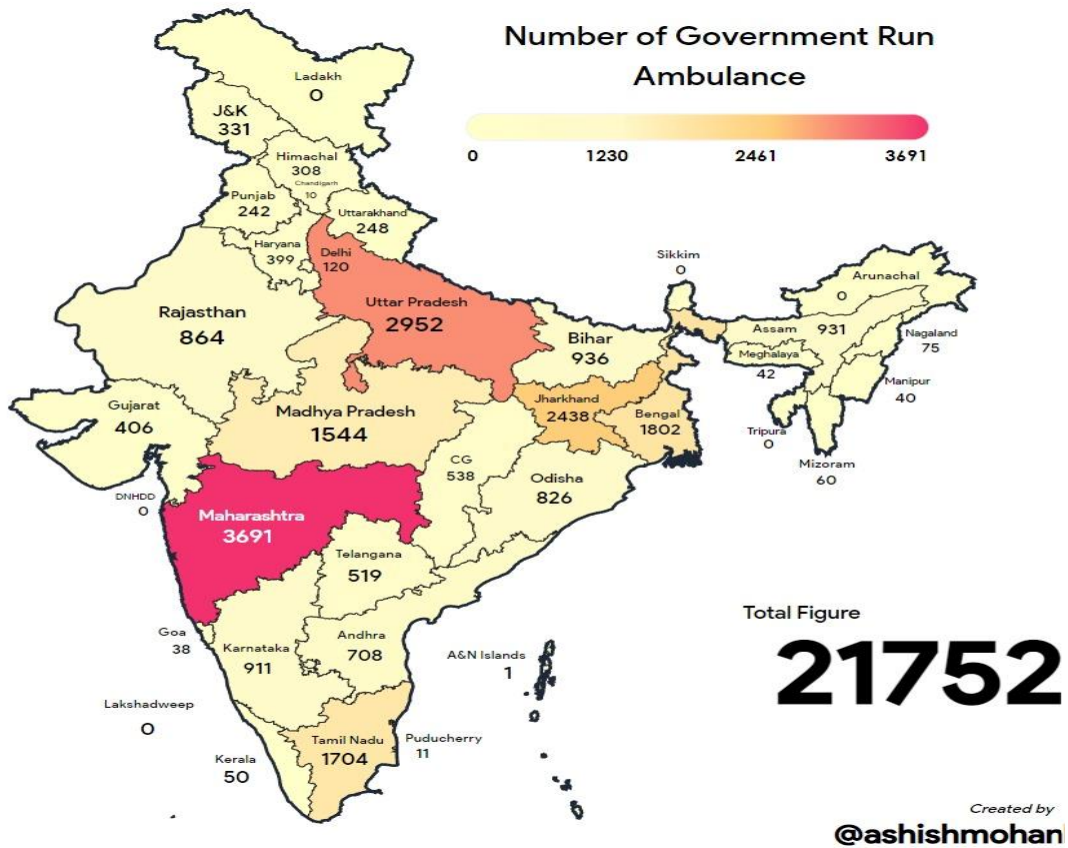 Number of Government Run
Ambulance
0 1230 2461 3691
Ladakh
0
J&K
331
Himachal
308
Chandigarh
10
Punjab
242
Uttarakhand
248
Haryana
399
Delhi
120
Sikkim
0
Arunachal
0
Rajasthan
864
Uttar Pradesh
2952
Bihar
936
Assam 931
Nagaland
75
Meghalaya
42
Manipur
40
Tripura
0
Mizoram
60
Gujarat
406
Madhya Pradesh
1544
Jharkhand
2438
Bengal
1802
CG
538
Odisha
826
DNHDD
0
Maharashtra
3691
Telangana
519
Goa
38
Karnataka
911
Andhra
708
A&N Islands
1
Lakshadweep
0
Kerala
50
Tamil Nadu
1704
Puducherry
11
Total Figure
21752
Created by
@ashishmohan